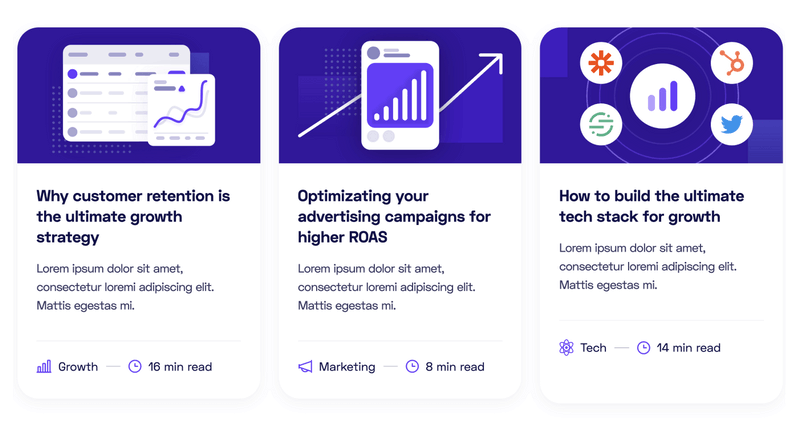 Why customer retention is
the ultimate growth
strategy
Lorem ipsum dolor sit amet,
consectetur loremi adipiscing elit.
Mattis egestas mi.
Growth
16 min read
Optimizating your
advertising campaigns for
higher ROAS
Lorem ipsum dolor sit amet,
consectetur loremi adipiscing elit.
Mattis egestas mi.
Marketing
8 min read
How to build the ultimate
tech stack for growth
Lorem ipsum dolor sit amet,
consectetur loremi adipiscing elit.
Mattis egestas mi.
Tech
14 min read